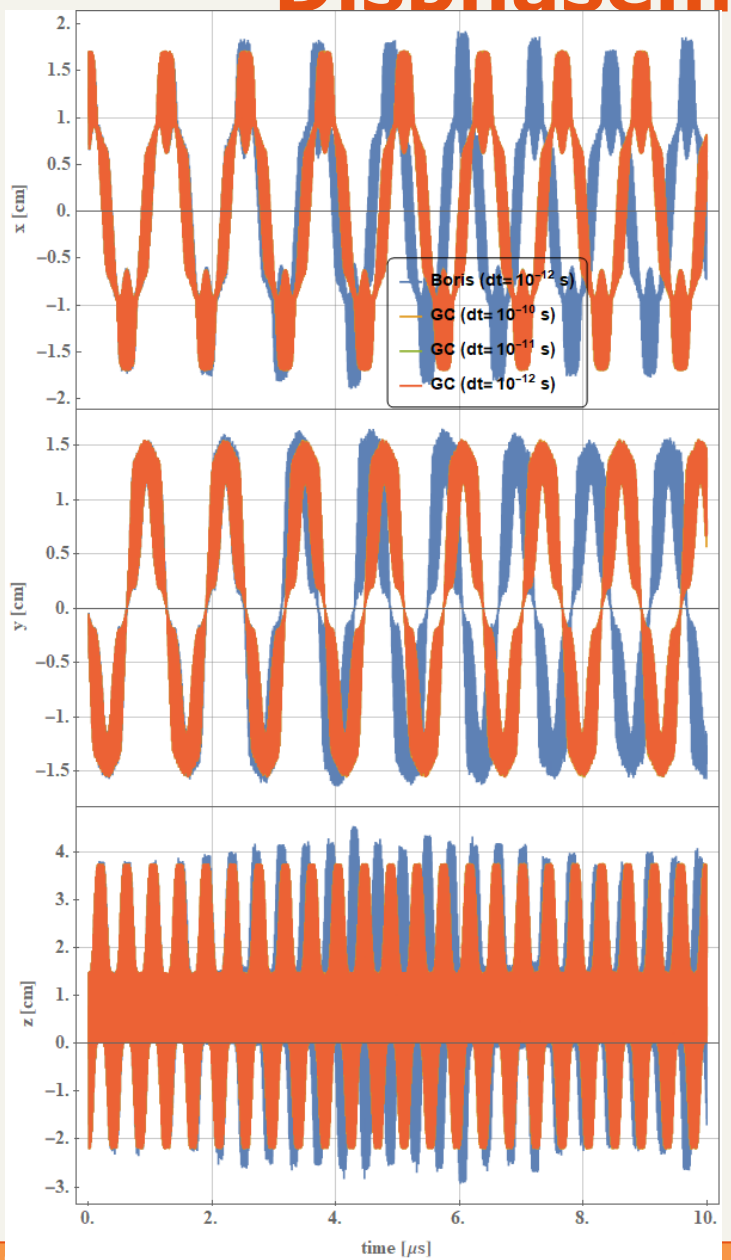 2.
1.5
1.
0.5
0.
−0.5
−1.
−1.5
−2.
x [cm]
Boris (dt= 10⁻¹² s)
GC (dt= 10⁻¹⁰ s)
GC (dt= 10⁻¹¹ s)
GC (dt= 10⁻¹² s)
1.5
1.
0.5
0.
−0.5
−1.
−1.5
y [cm]
4.
3.
2.
1.
0.
−1.
−2.
−3.
z [cm]
0. 2. 4. 6. 8. 10.
time [μs]